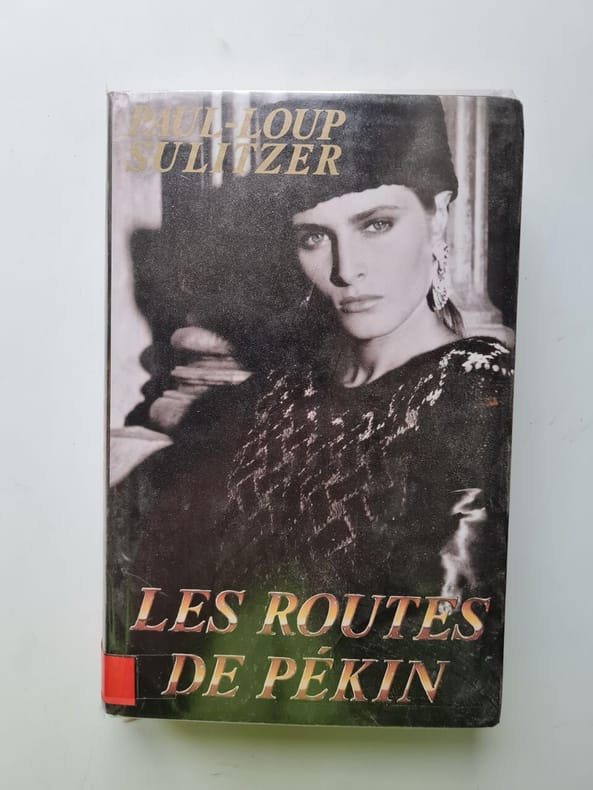 PAUL-LOUP
SULITZER
LES ROUTES
DE PÉKIN